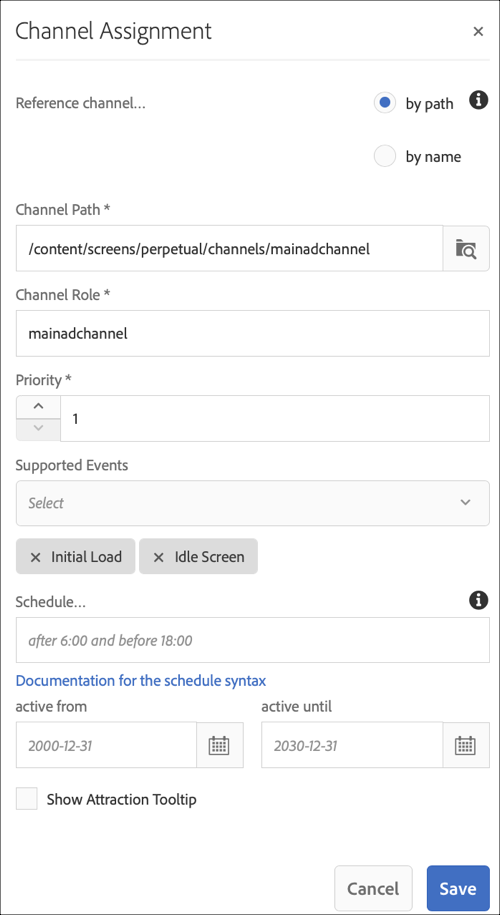 Channel Assignment
Reference channel...
by path
by name
Channel Path *
/content/screens/perpetual/channels/mainadchannel
Channel Role *
mainadchannel
Priority *
1
Supported Events
Select
Initial Load
Idle Screen
Schedule...
after 6:00 and before 18:00
Documentation for the schedule syntax
active from
active until
2000-12-31
2030-12-31
Show Attraction Tooltip
Cancel
Save